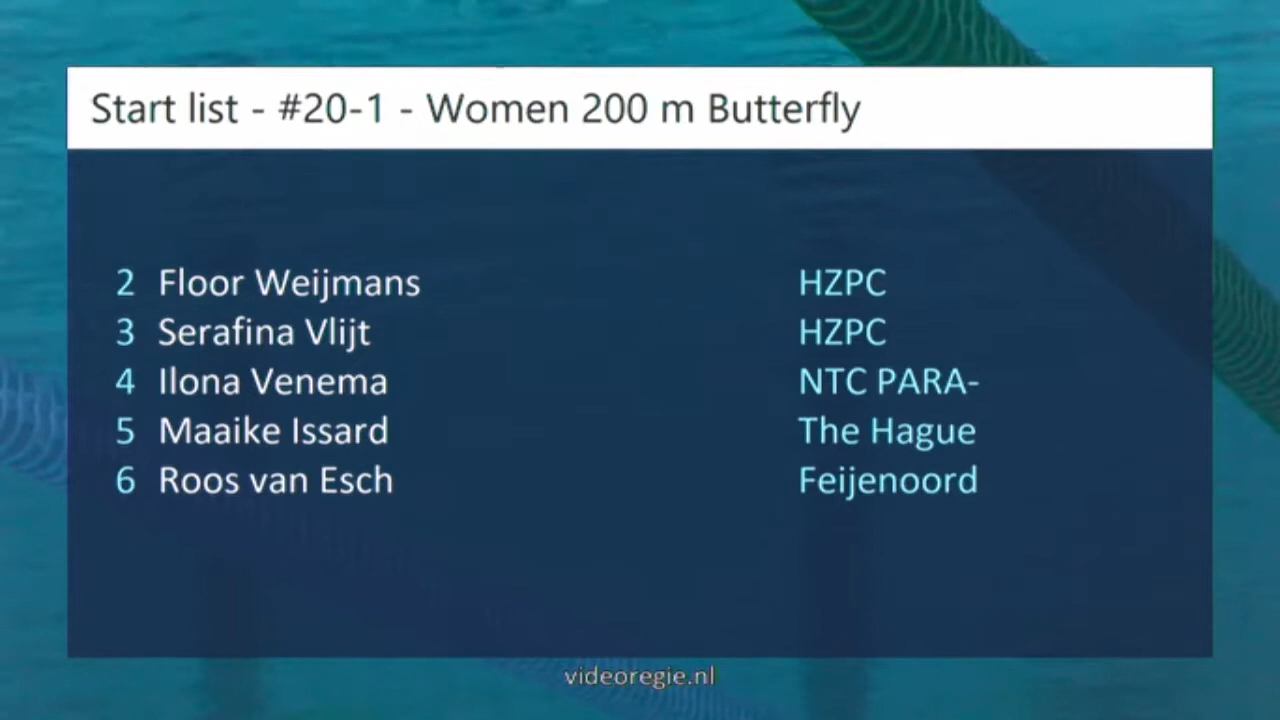 Start list - #20-1 - Women 200 m Butterfly
2 Floor Weijmans HZPC
3 Serafina Vlijt HZPC
4 Ilona Venema NTC PARA-
5 Maaike Issard The Hague
6 Roos van Esch Feijenoord
videoregie.nl